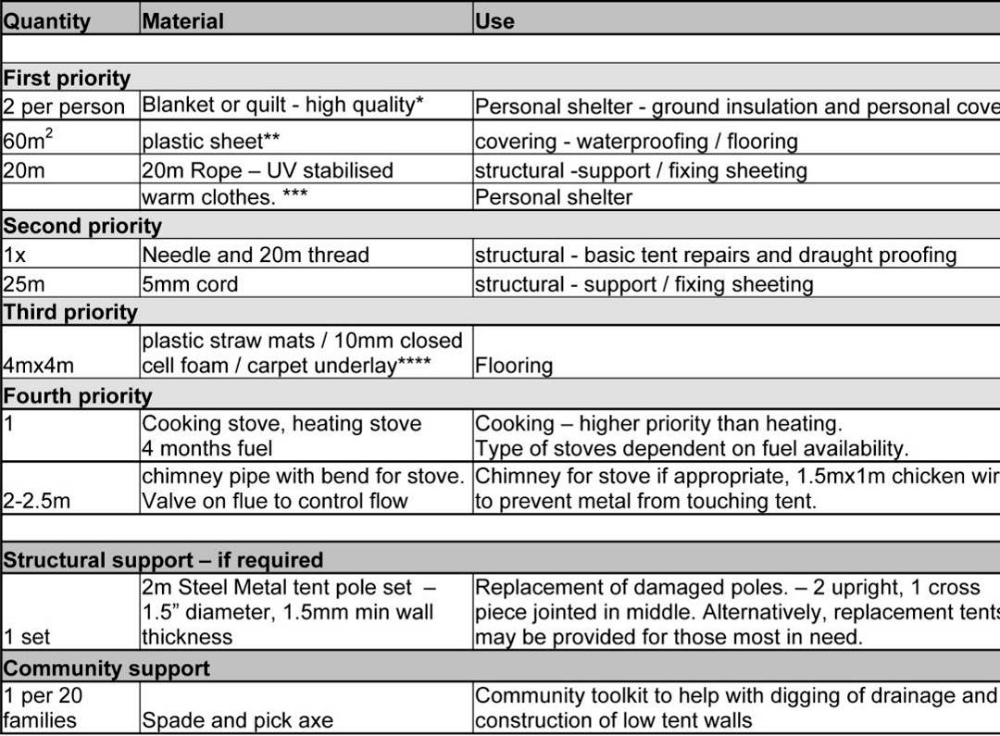 Quantity Material Use
First priority
2 per person Blanket or quilt - high quality* Personal shelter - ground insulation and personal cove
60m² plastic sheet** covering - waterproofing / flooring
20m 20m Rope – UV stabilised structural -support / fixing sheeting
warm clothes. *** Personal shelter
Second priority
1x Needle and 20m thread structural - basic tent repairs and draught proofing
25m 5mm cord structural - support / fixing sheeting
Third priority
plastic straw mats / 10mm closed
4mx4m cell foam / carpet underlay**** Flooring
Fourth priority
1 Cooking stove, heating stove Cooking – higher priority than heating.
4 months fuel Type of stoves dependent on fuel availability.
chimney pipe with bend for stove. Chimney for stove if appropriate, 1.5mx1m chicken wir
2-2.5m Valve on flue to control flow to prevent metal from touching tent.
Structural support – if required
2m Steel Metal tent pole set – Replacement of damaged poles. – 2 upright, 1 cross
1.5” diameter, 1.5mm min wall piece jointed in middle. Alternatively, replacement tents
1 set thickness may be provided for those most in need.
Community support
1 per 20 Community toolkit to help with digging of drainage and
families Spade and pick axe construction of low tent walls